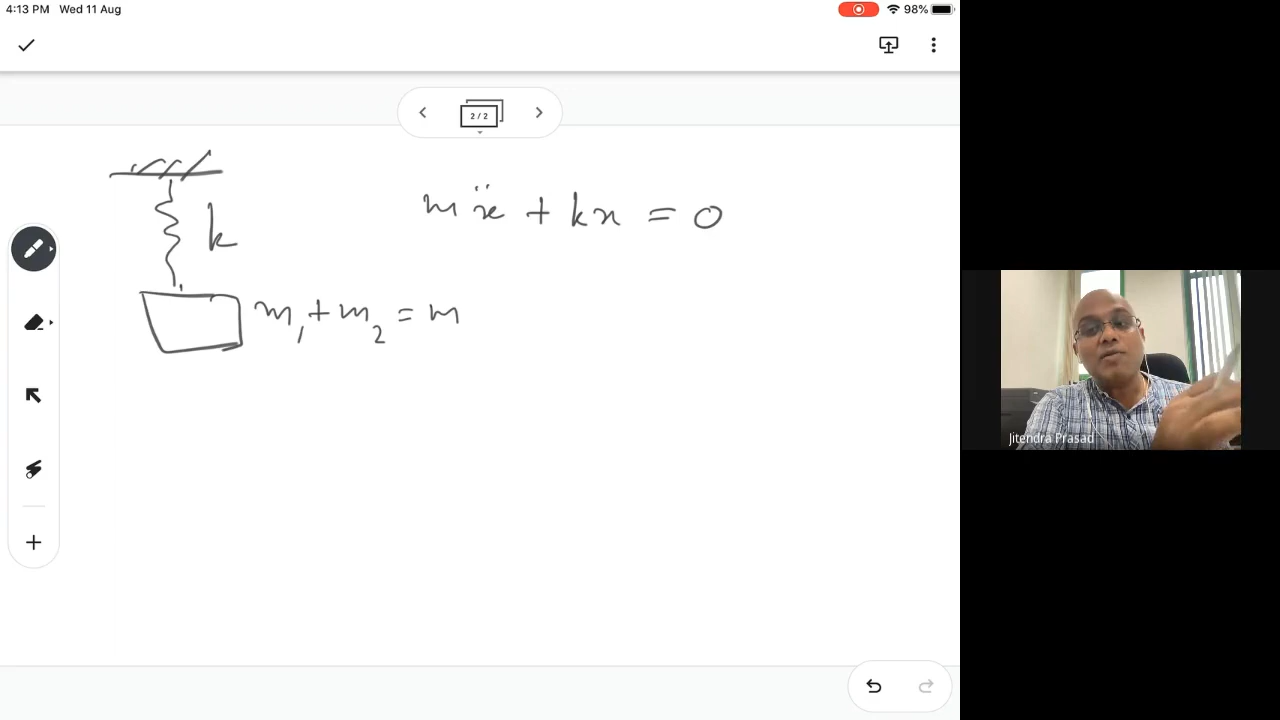 4:13 PM Wed 11 Aug
98%
2 / 2
k
mẍ + kx = 0
m₁ + m₂ = m
Jitendra Prasad